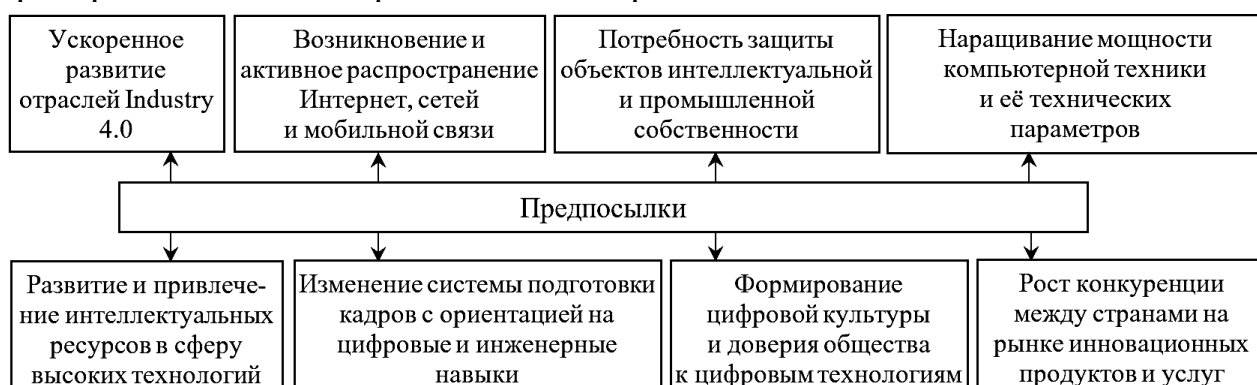 Ускоренное
развитие
отраслей Industry
4.0
Возникновение и
активное распространение
Интернет, сетей
и мобильной связи
Потребность защиты
объектов интеллектуальной
и промышленной
собственности
Наращивание мощности
компьютерной техники
и её технических
параметров
Предпосылки
Развитие и привлече-
ние интеллектуальных
ресурсов в сферу
высоких технологий
Изменение системы подготовки
кадров с ориентацией на
цифровые и инженерные
навыки
Формирование
цифровой культуры
и доверия общества
к цифровым технологиям
Рост конкуренции
между странами на
рынке инновационных
продуктов и услуг